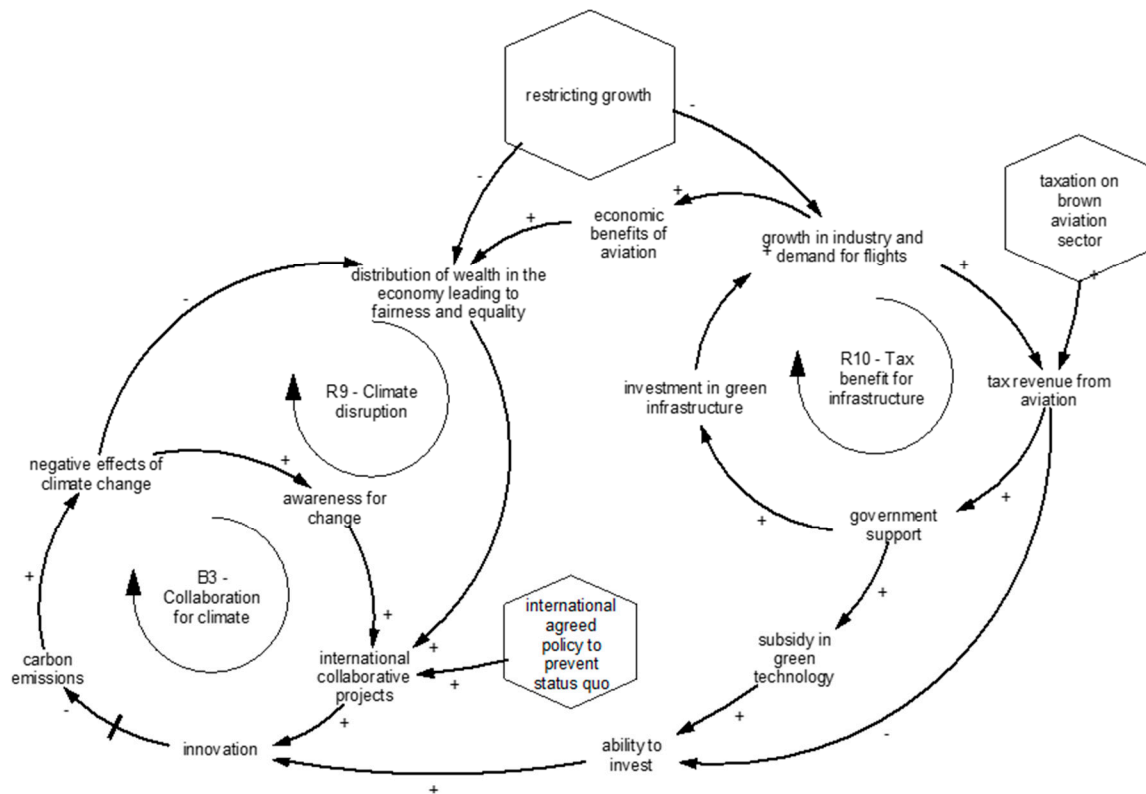 restricting growth
-
-
taxation on
brown
aviation
sector
+
economic
benefits of
aviation
+
+
growth in industry and
demand for flights
+
+
distribution of wealth in the
economy leading to
fairness and equality
-
R9 - Climate
disruption
investment in green
infrastructure
R10 - Tax
benefit for
infrastructure
tax revenue from
aviation
negative effects of
climate change
+
awareness for
change
+
+
government
support
B3 -
Collaboration
for climate
+
+
+
+
international
collaborative
projects
+
international
agreed
policy to
prevent
status quo
subsidy in
green
technology
carbon
emissions
-
+
+
innovation
ability to
invest
-
+